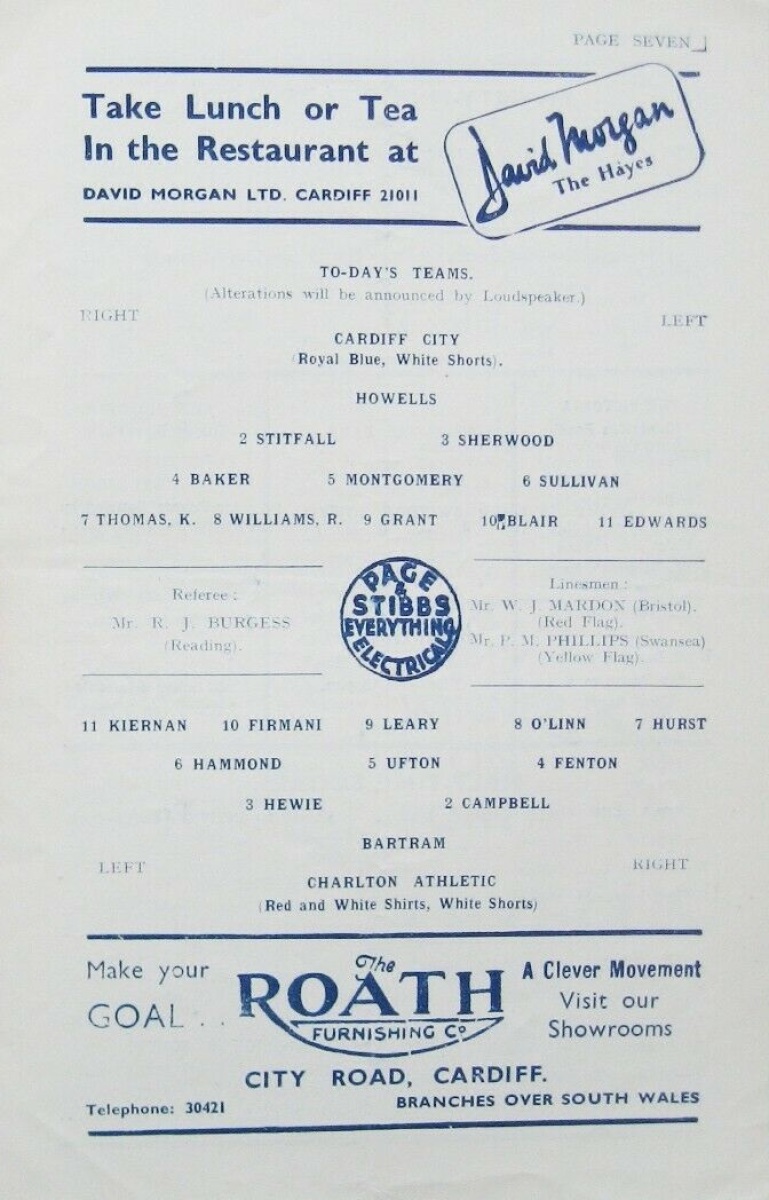 PAGE SEVEN
Take Lunch or Tea
In the Restaurant at
DAVID MORGAN LTD. CARDIFF 21011
David Morgan
The Hayes
TO-DAY'S TEAMS.
(Alterations will be announced by Loudspeaker.)
RIGHT
LEFT
CARDIFF CITY
(Royal Blue, White Shorts).
HOWELLS
2 STITFALL 3 SHERWOOD
4 BAKER 5 MONTGOMERY 6 SULLIVAN
7 THOMAS, K. 8 WILLIAMS, R. 9 GRANT 10 BLAIR 11 EDWARDS
Referee :
Mr. R. J. BURGESS
(Reading).
PAGE
&
STIBBS
EVERYTHING
ELECTRICAL
Linesmen :
Mr. W. J. MARDON (Bristol).
(Red Flag).
Mr. P. M. PHILLIPS (Swansea)
(Yellow Flag).
11 KIERNAN 10 FIRMANI 9 LEARY 8 O'LINN 7 HURST
6 HAMMOND 5 UFTON 4 FENTON
3 HEWIE 2 CAMPBELL
BARTRAM
LEFT
RIGHT
CHARLTON ATHLETIC
(Red and White Shirts, White Shorts)
Make your
GOAL . .
The
ROATH
FURNISHING Co
A Clever Movement
Visit our
Showrooms
CITY ROAD, CARDIFF.
Telephone: 30421
BRANCHES OVER SOUTH WALES